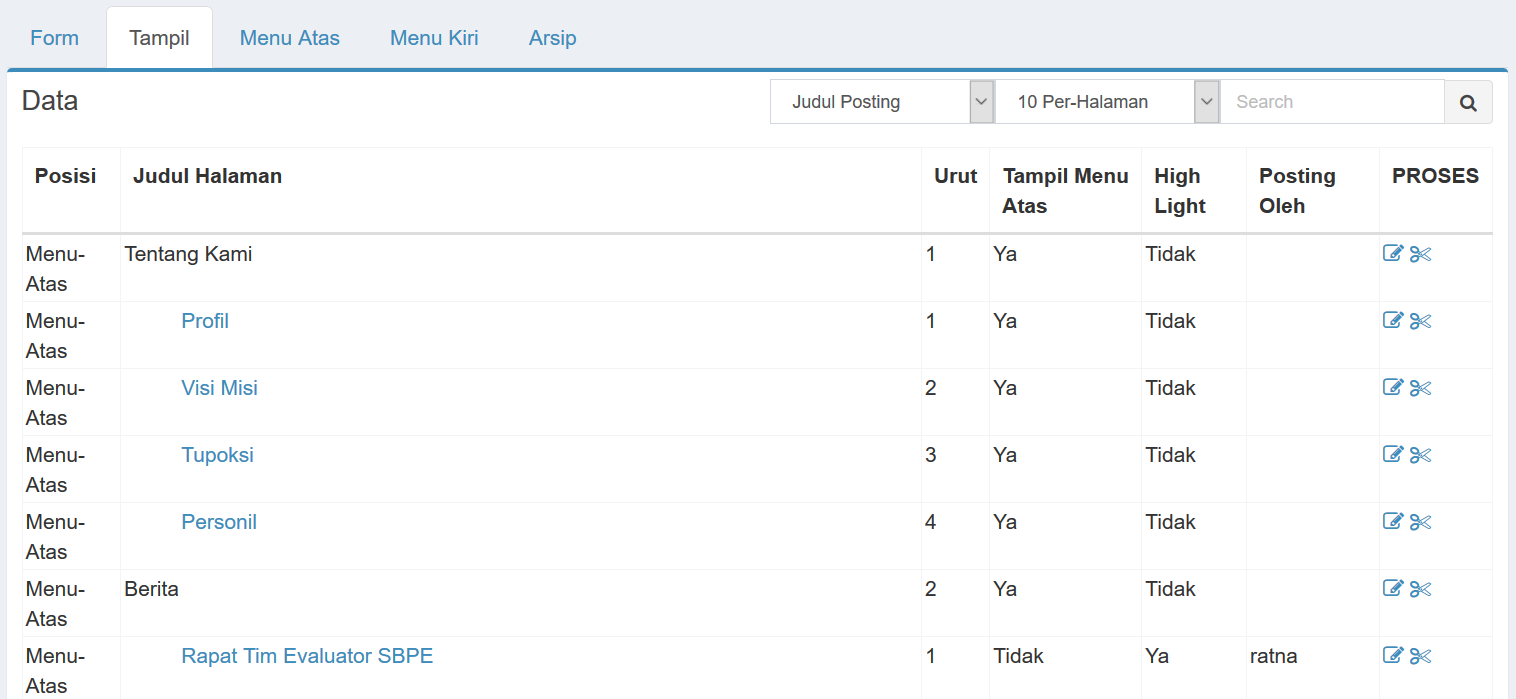 Form Tampil Menu Atas Menu Kiri Arsip
Data Judul Posting 10 Per-Halaman Search
Posisi Judul Halaman Urut Tampil Menu Atas High Light Posting Oleh PROSES
Menu-Atas Tentang Kami 1 Ya Tidak
Menu-Atas Profil 1 Ya Tidak
Menu-Atas Visi Misi 2 Ya Tidak
Menu-Atas Tupoksi 3 Ya Tidak
Menu-Atas Personil 4 Ya Tidak
Menu-Atas Berita 2 Ya Tidak
Menu-Atas Rapat Tim Evaluator SBPE 1 Tidak Ya ratna